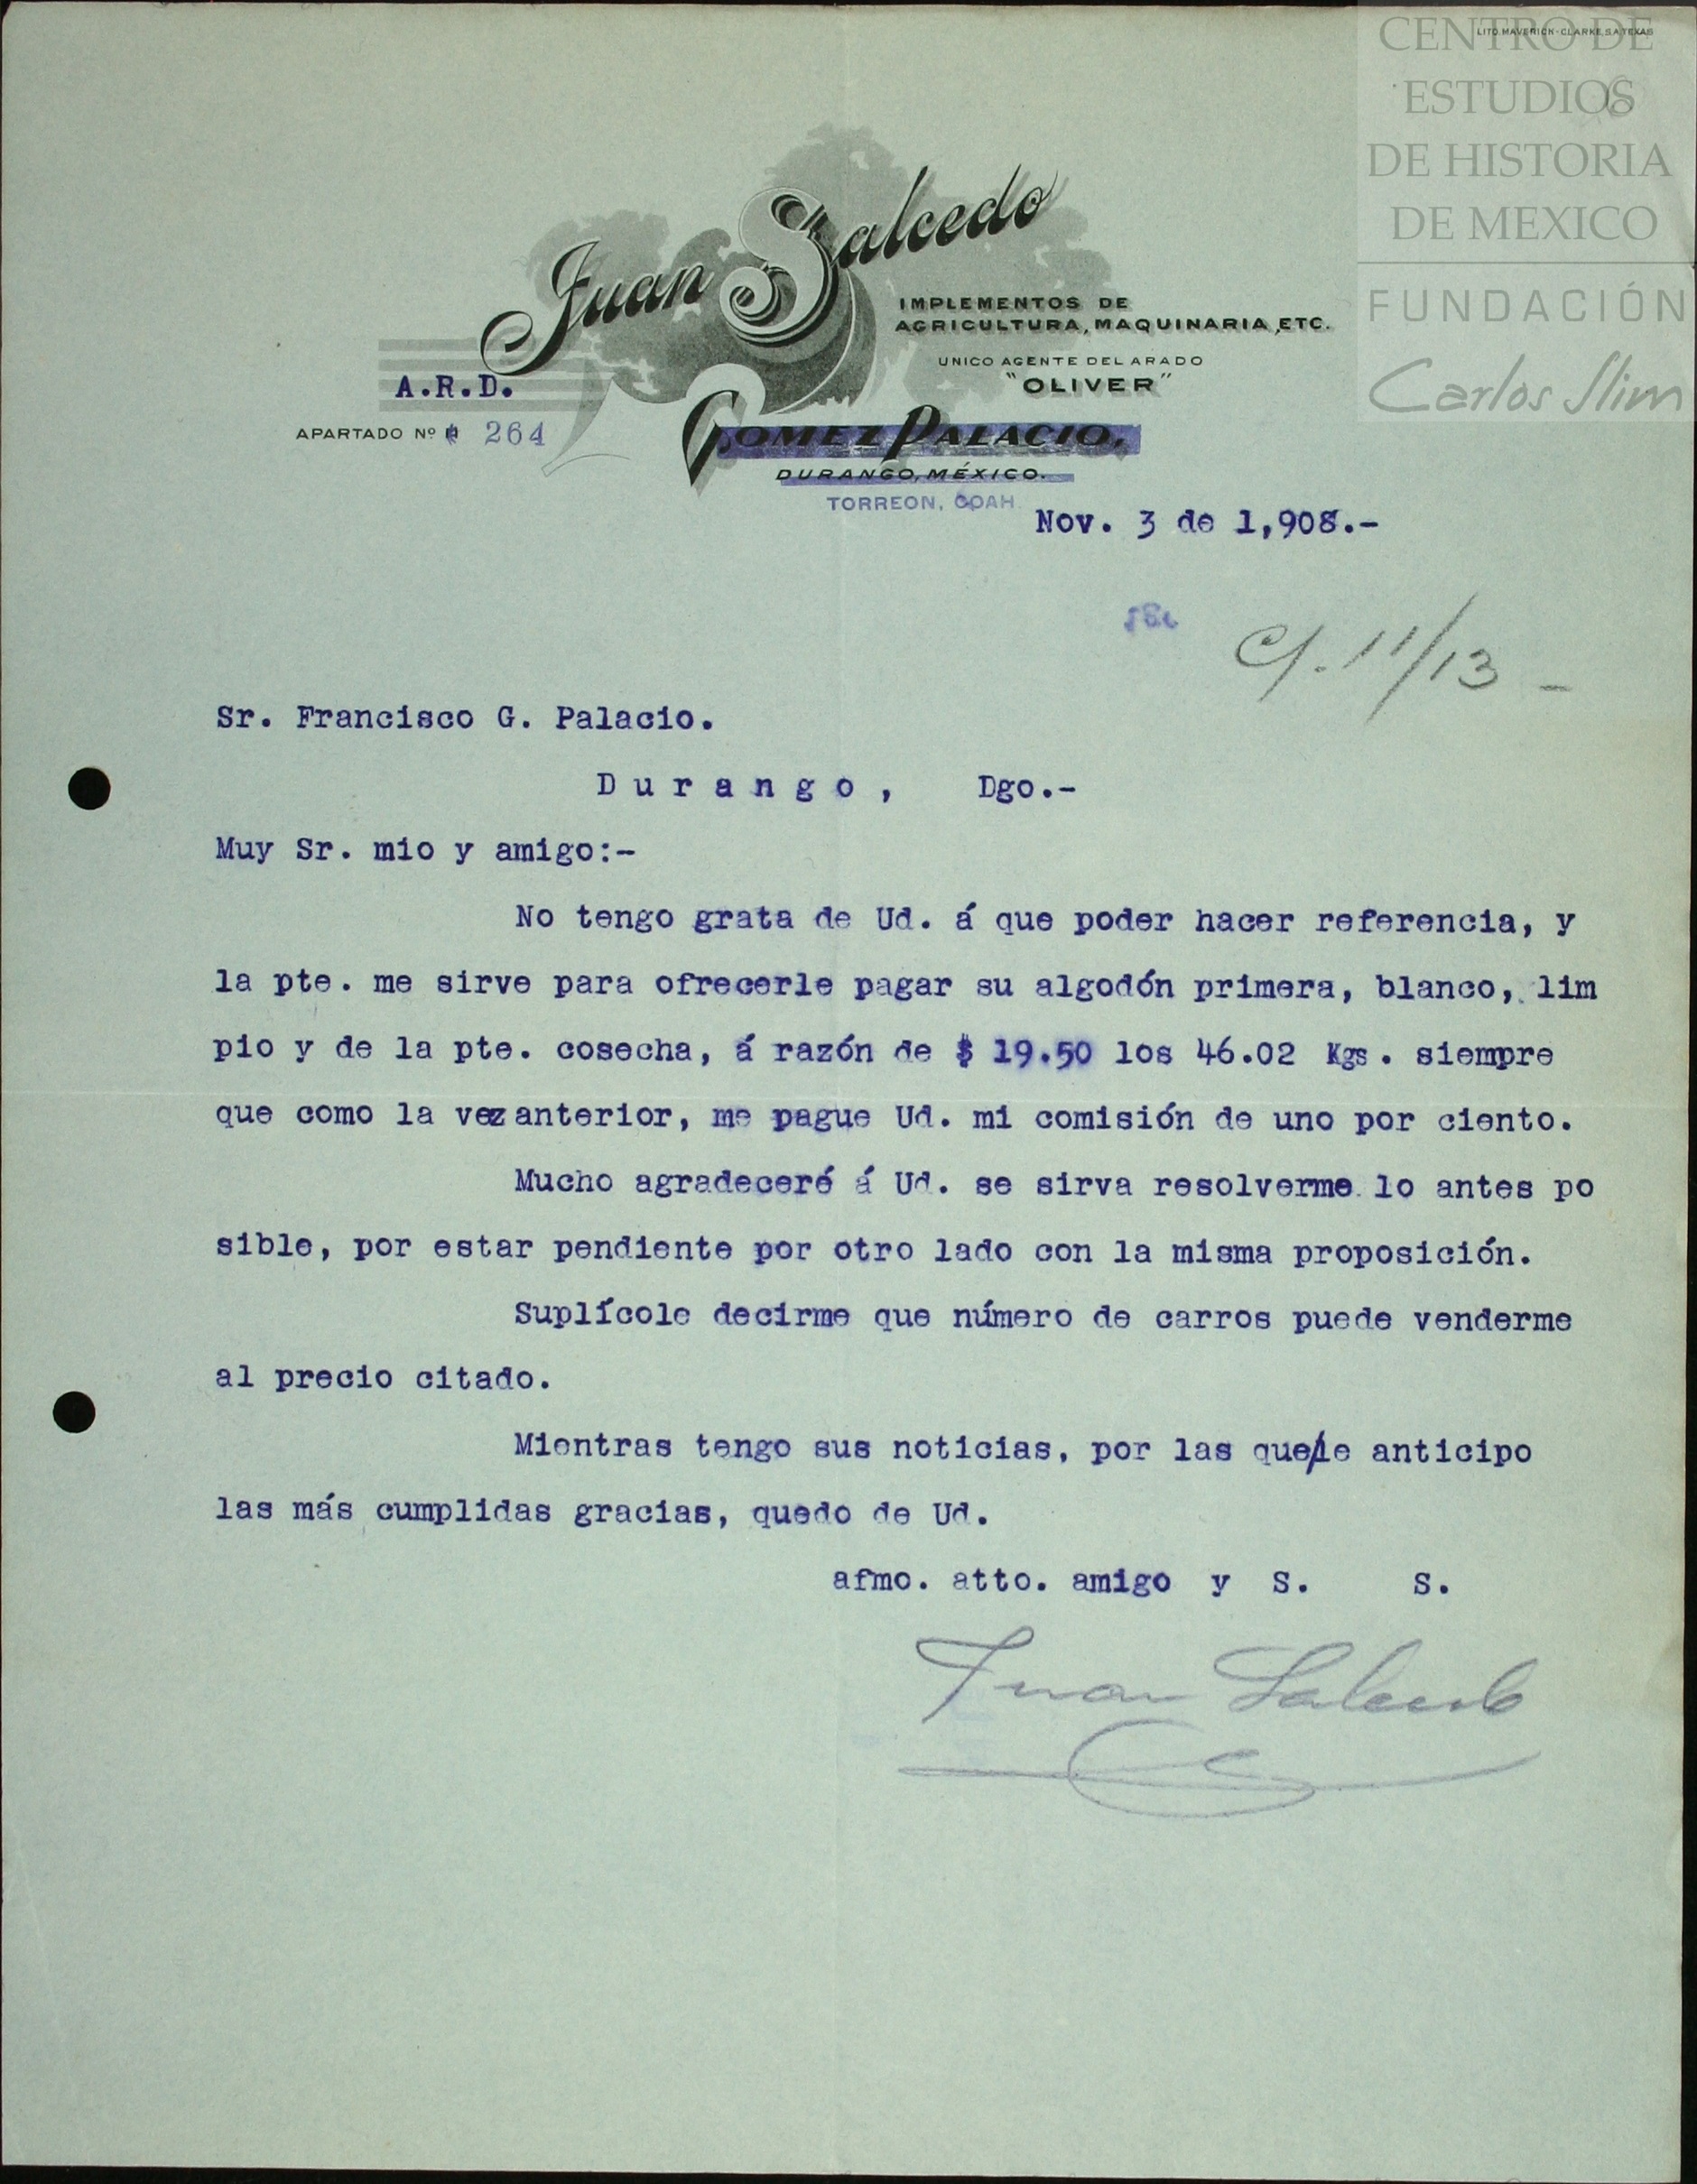 LITO. MAVERICK-CLARKE, S.A. TEXAS
CENTRO DE
ESTUDIOS
DE HISTORIA
DE MEXICO
FUNDACIÓN
Carlos Slim
Juan Salcedo
IMPLEMENTOS DE
AGRICULTURA, MAQUINARIA, ETC.
UNICO AGENTE DEL ARADO
"OLIVER"
A.R.D.
APARTADO Nº 264
GOMEZ PALACIO,
DURANGO, MÉXICO.
TORREON, COAH.
Nov. 3 de 1,908.-
C/. 11/13 -
Sr. Francisco G. Palacio.
D u r a n g o , Dgo.-
Muy Sr. mio y amigo:-
No tengo grata de Ud. á que poder hacer referencia, y
la pte. me sirve para ofrecerle pagar su algodón primera, blanco, lim
pio y de la pte. cosecha, á razón de $ 19.50 los 46.02 Kgs. siempre
que como la vez anterior, me pague Ud. mi comisión de uno por ciento.
Mucho agradeceré á Ud. se sirva resolverme lo antes po
sible, por estar pendiente por otro lado con la misma proposición.
Suplícole decirme que número de carros puede venderme
al precio citado.
Mientras tengo sus noticias, por las que/le anticipo
las más cumplidas gracias, quedo de Ud.
afmo. atto. amigo y S. S.
Juan Salcedo